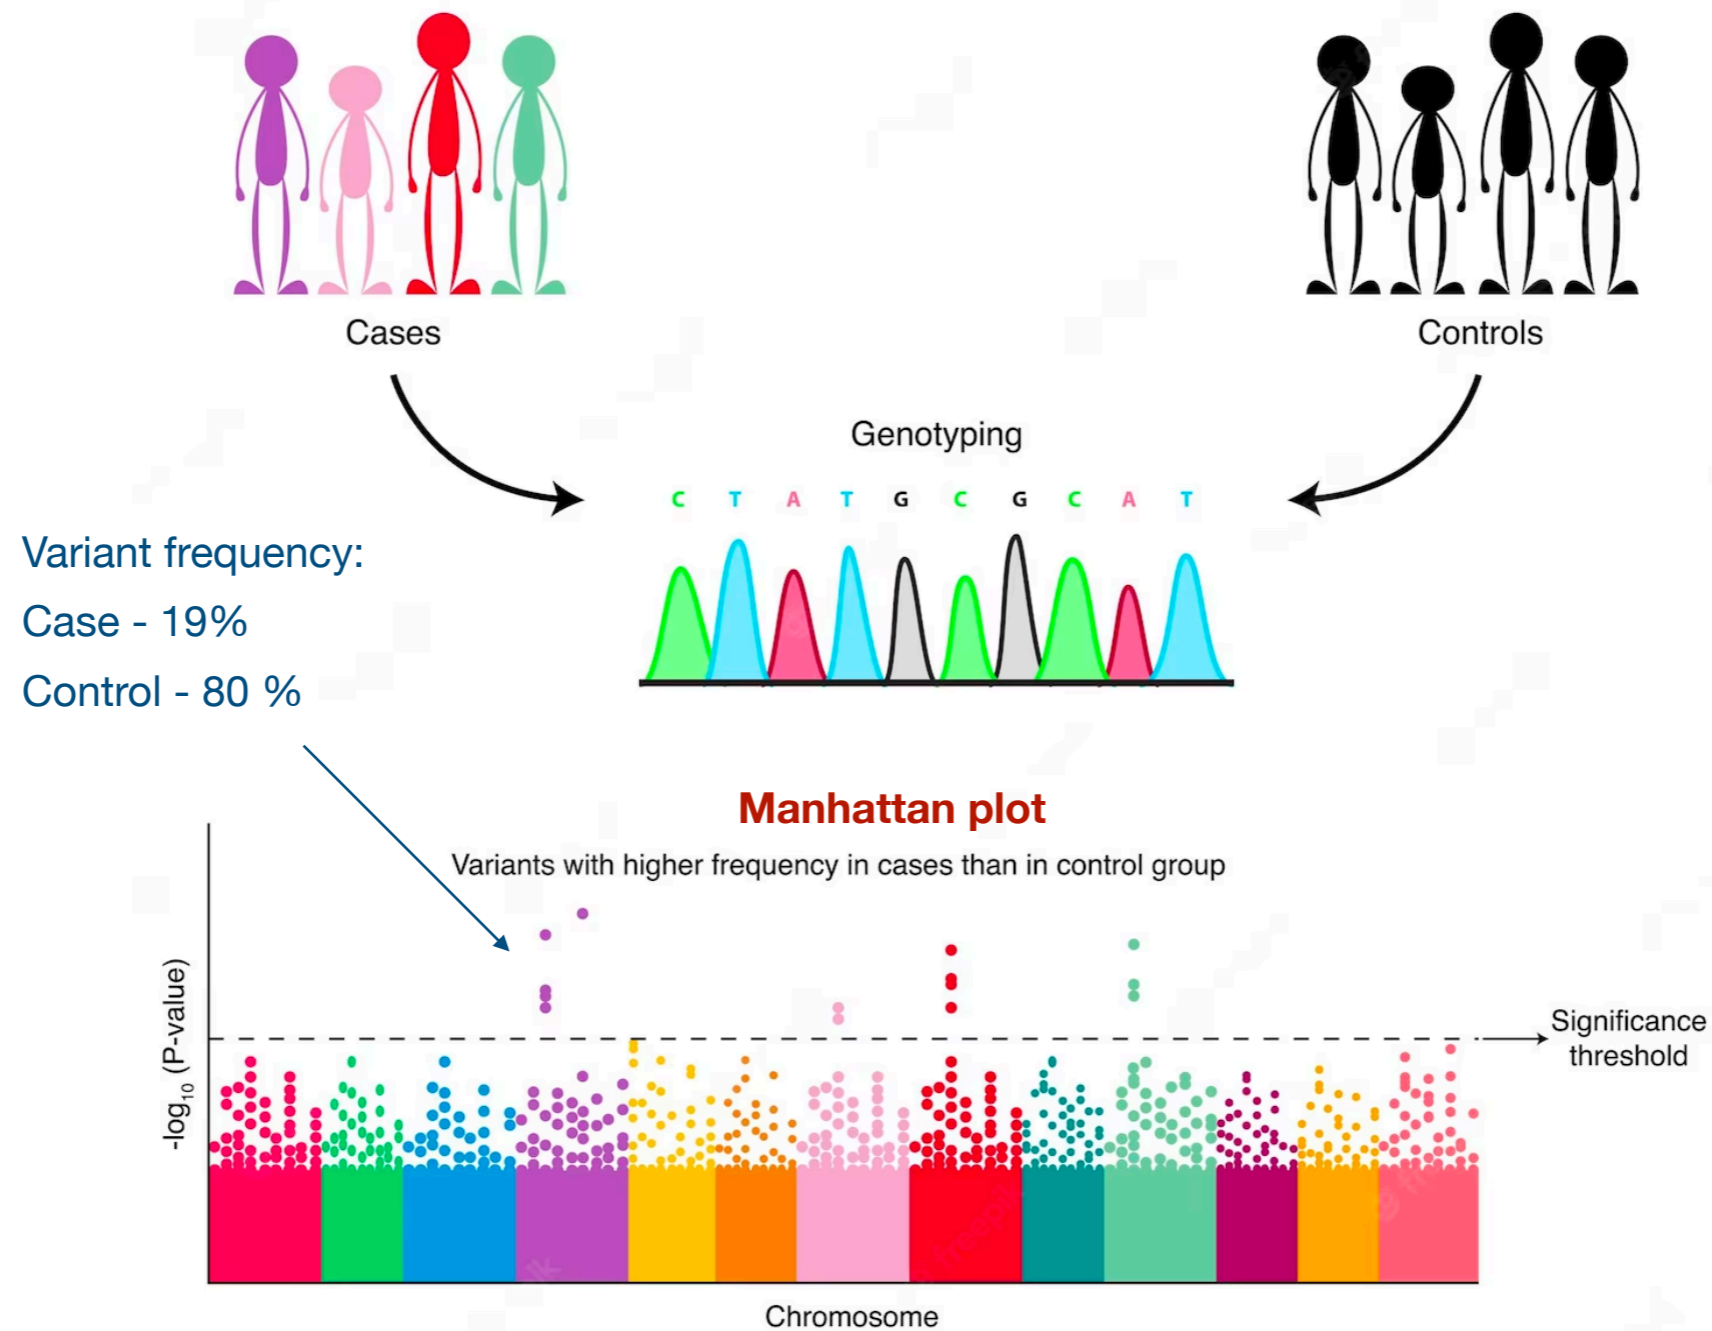 Cases
Controls
Genotyping
C T A T G C G C A T
Variant frequency:
Case - 19%
Control - 80 %
Manhattan plot
Variants with higher frequency in cases than in control group
-log10 (P-value)
Significance
threshold
Chromosome
freepik